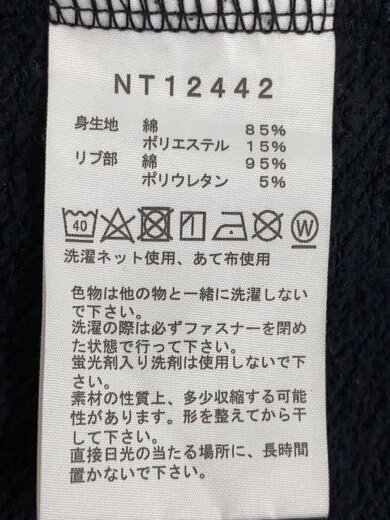 NT12442
身生地 綿 85%
ポリエステル 15%
リブ部 綿 95%
ポリウレタン 5%
40 W
洗濯ネット使用、あて布使用
色物は他の物と一緒に洗濯しない
で下さい。
洗濯の際は必ずファスナーを閉め
た状態で行って下さい。
蛍光剤入り洗剤は使用しないで下
さい。
素材の性質上、多少収縮する可能
性があります。形を整えてから干
して下さい。
直接日光の当たる場所に、長時間
置かないで下さい。